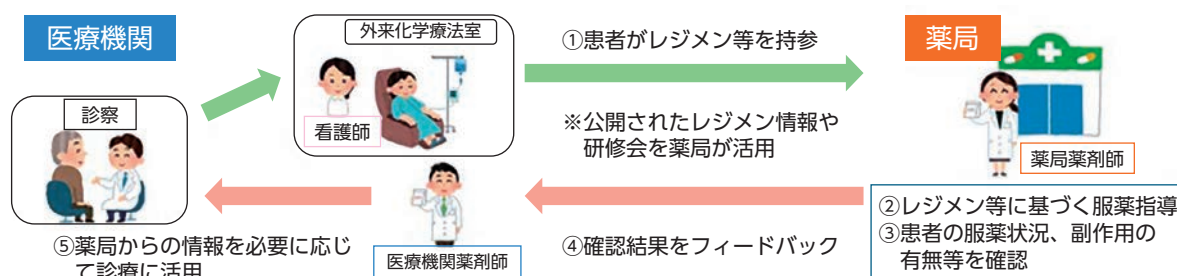 医療機関
外来化学療法室
看護師
診察
①患者がレジメン等を持参
※公開されたレジメン情報や
研修会を薬局が活用
薬局
薬局薬剤師
②レジメン等に基づく服薬指導
③患者の服薬状況、副作用の
有無等を確認
④確認結果をフィードバック
医療機関薬剤師
⑤薬局からの情報を必要に応じ
て診療に活用